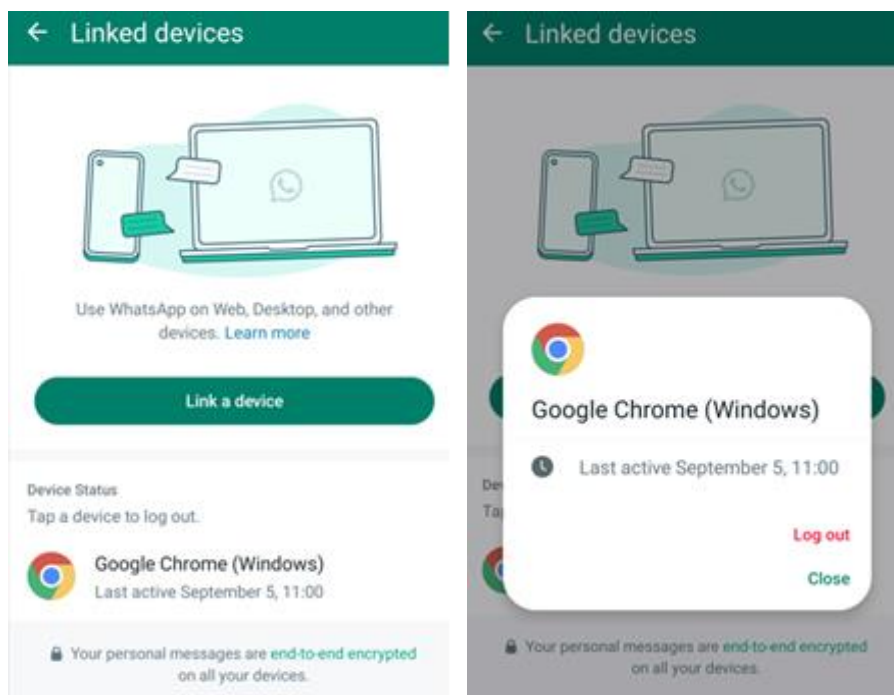 Linked devices
Use WhatsApp on Web, Desktop, and other
devices. Learn more
Link a device
Device Status
Tap a device to log out.
Google Chrome (Windows)
Last active September 5, 11:00
Your personal messages are end-to-end encrypted
on all your devices.
Linked devices
Google Chrome (Windows)
Last active September 5, 11:00
De
Ta
Log out
Close
Your personal messages are end-to-end encrypted
on all your devices.